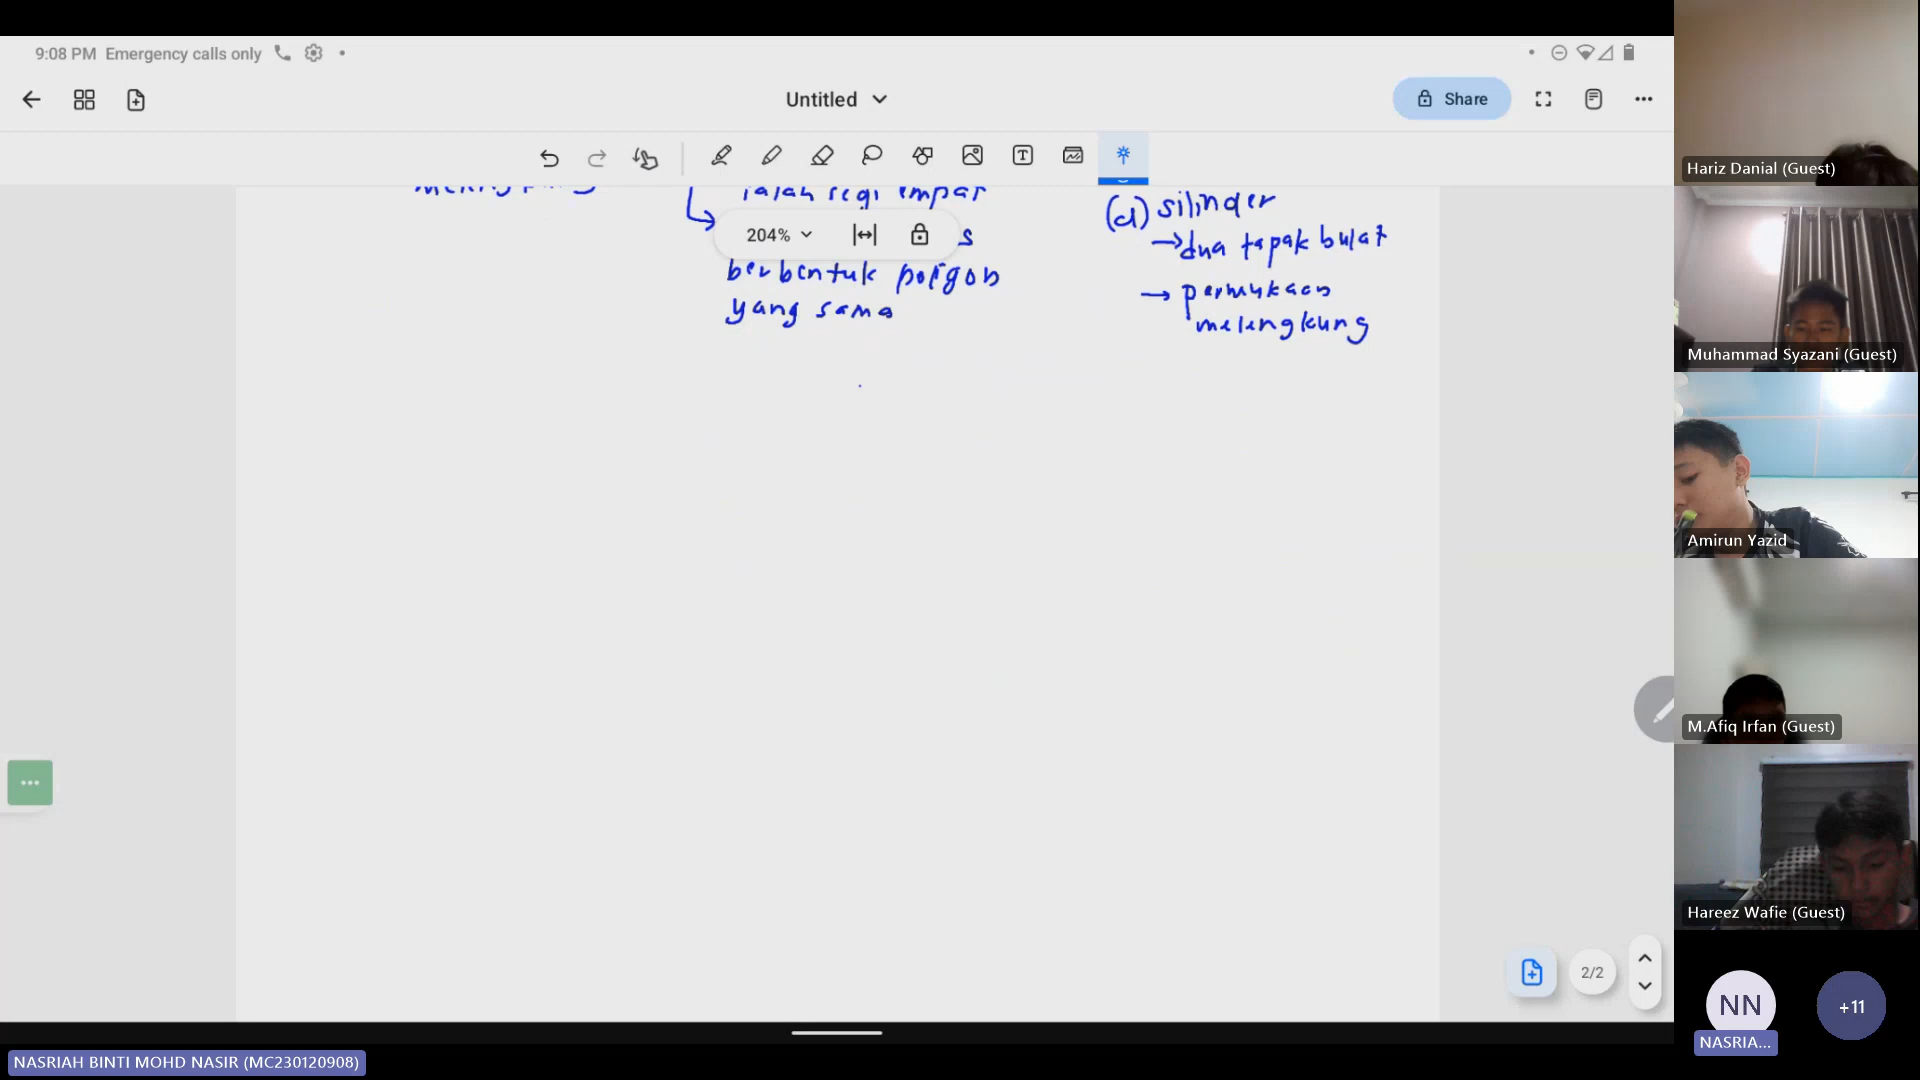 9:08 PM Emergency calls only
Untitled
Share
ialah segi empat
204%
s
berbentuk poligon
yang sama
(d) silinder
→dua tapak bulat
→ permukaan
melengkung
2/2
Hariz Danial (Guest)
Muhammad Syazani (Guest)
Amirun Yazid
M.Afiq Irfan (Guest)
Hareez Wafie (Guest)
NN
NASRIA...
+11
NASRIAH BINTI MOHD NASIR (MC230120908)